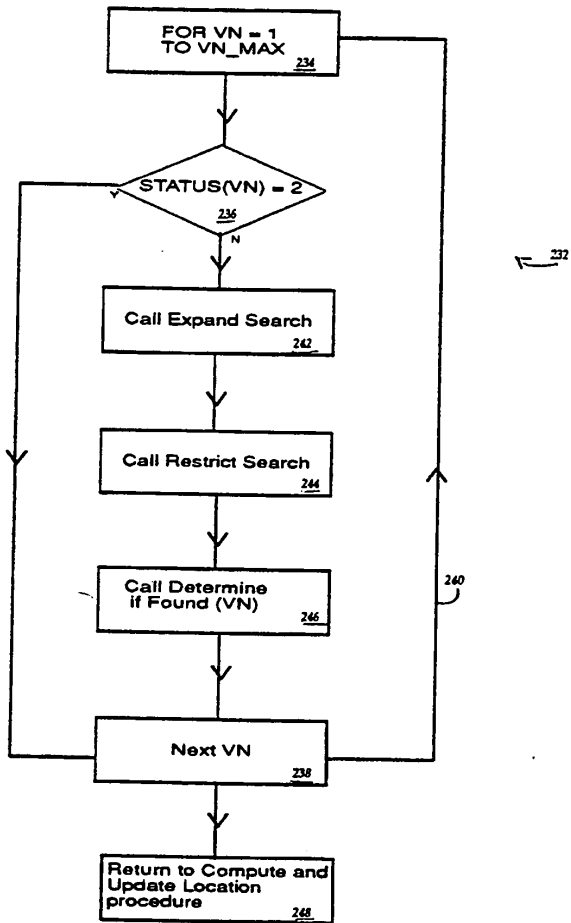 FOR VN = 1
TO VN_MAX
234
STATUS(VN) = 2
Y
236
N
232
Call Expand Search
242
Call Restrict Search
244
Call Determine
if Found (VN)
246
240
Next VN
238
Return to Compute and
Update Location
procedure
248